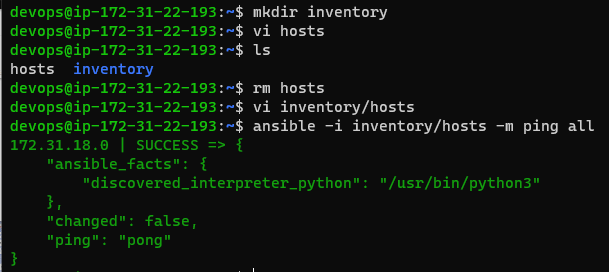 devops@ip-172-31-22-193:~$ mkdir inventory
devops@ip-172-31-22-193:~$ vi hosts
devops@ip-172-31-22-193:~$ ls
hosts  inventory
devops@ip-172-31-22-193:~$ rm hosts
devops@ip-172-31-22-193:~$ vi inventory/hosts
devops@ip-172-31-22-193:~$ ansible -i inventory/hosts -m ping all
172.31.18.0 | SUCCESS => {
    "ansible_facts": {
        "discovered_interpreter_python": "/usr/bin/python3"
    },
    "changed": false,
    "ping": "pong"
}